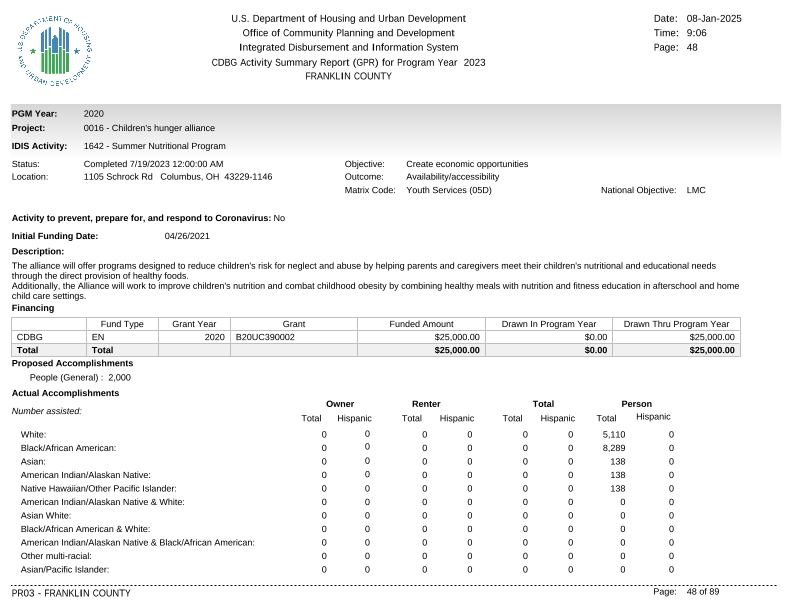 U.S. DEPARTMENT OF HOUSING AND URBAN DEVELOPMENT
U.S. Department of Housing and Urban Development
Office of Community Planning and Development
Integrated Disbursement and Information System
CDBG Activity Summary Report (GPR) for Program Year 2023
FRANKLIN COUNTY
Date: 08-Jan-2025
Time: 9:06
Page: 48
PGM Year: 2020
Project: 0016 - Children's hunger alliance
IDIS Activity: 1642 - Summer Nutritional Program
Status: Completed 7/19/2023 12:00:00 AM Objective: Create economic opportunities
Location: 1105 Schrock Rd Columbus, OH 43229-1146 Outcome: Availability/accessibility
Matrix Code: Youth Services (05D) National Objective: LMC
Activity to prevent, prepare for, and respond to Coronavirus: No
Initial Funding Date: 04/26/2021
Description:
The alliance will offer programs designed to reduce children's risk for neglect and abuse by helping parents and caregivers meet their children's nutritional and educational needs
through the direct provision of healthy foods.
Additionally, the Alliance will work to improve children's nutrition and combat childhood obesity by combining healthy meals with nutrition and fitness education in afterschool and home
child care settings.
Financing
Fund Type Grant Year Grant Funded Amount Drawn In Program Year Drawn Thru Program Year
CDBG EN 2020 B20UC390002 $25,000.00 $0.00 $25,000.00
Total Total $25,000.00 $0.00 $25,000.00
Proposed Accomplishments
People (General) : 2,000
Actual Accomplishments
Number assisted: Owner Renter Total Person
Total Hispanic Total Hispanic Total Hispanic Total Hispanic
White: 0 0 0 0 0 0 5,110 0
Black/African American: 0 0 0 0 0 0 8,289 0
Asian: 0 0 0 0 0 0 138 0
American Indian/Alaskan Native: 0 0 0 0 0 0 138 0
Native Hawaiian/Other Pacific Islander: 0 0 0 0 0 0 138 0
American Indian/Alaskan Native & White: 0 0 0 0 0 0 0 0
Asian White: 0 0 0 0 0 0 0 0
Black/African American & White: 0 0 0 0 0 0 0 0
American Indian/Alaskan Native & Black/African American: 0 0 0 0 0 0 0 0
Other multi-racial: 0 0 0 0 0 0 0 0
Asian/Pacific Islander: 0 0 0 0 0 0 0 0
PR03 - FRANKLIN COUNTY Page: 48 of 89